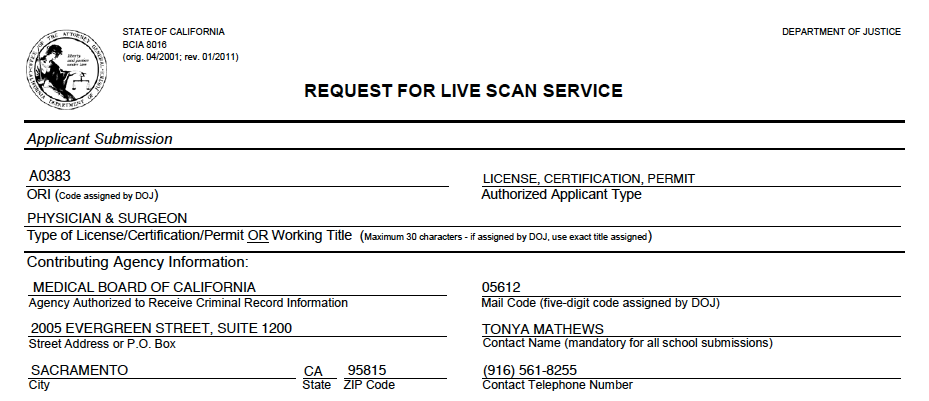 STATE OF CALIFORNIA
BCIA 8016
(orig. 04/2001; rev. 01/2011)
DEPARTMENT OF JUSTICE
REQUEST FOR LIVE SCAN SERVICE
Applicant Submission
A0383
ORI (Code assigned by DOJ)
LICENSE, CERTIFICATION, PERMIT
Authorized Applicant Type
PHYSICIAN & SURGEON
Type of License/Certification/Permit OR Working Title (Maximum 30 characters - if assigned by DOJ, use exact title assigned)
Contributing Agency Information:
MEDICAL BOARD OF CALIFORNIA
Agency Authorized to Receive Criminal Record Information
05612
Mail Code (five-digit code assigned by DOJ)
2005 EVERGREEN STREET, SUITE 1200
Street Address or P.O. Box
TONYA MATHEWS
Contact Name (mandatory for all school submissions)
SACRAMENTO CA 95815
City State ZIP Code
(916) 561-8255
Contact Telephone Number